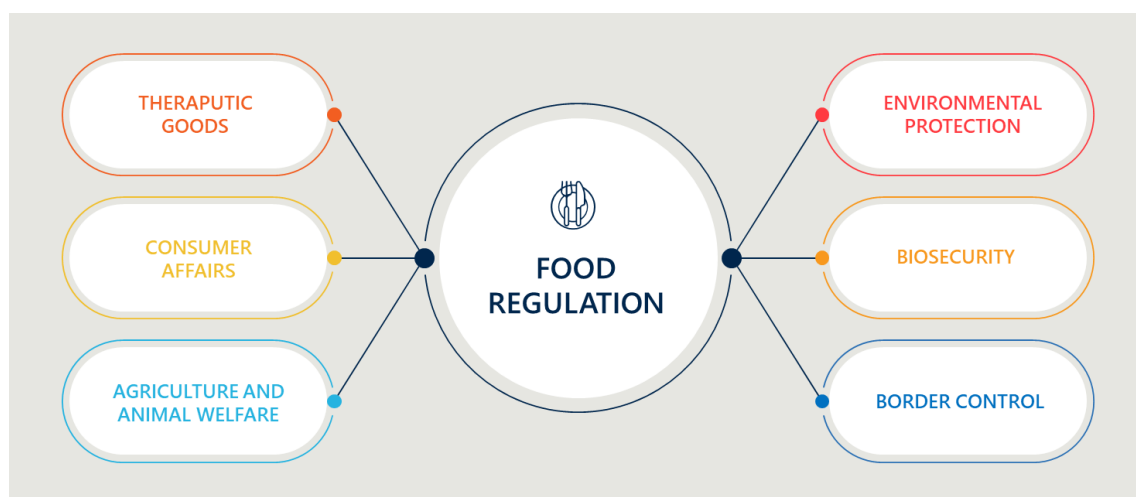 THERAPUTIC
GOODS
CONSUMER
AFFAIRS
AGRICULTURE AND
ANIMAL WELFARE
FOOD
REGULATION
ENVIRONMENTAL
PROTECTION
BIOSECURITY
BORDER CONTROL